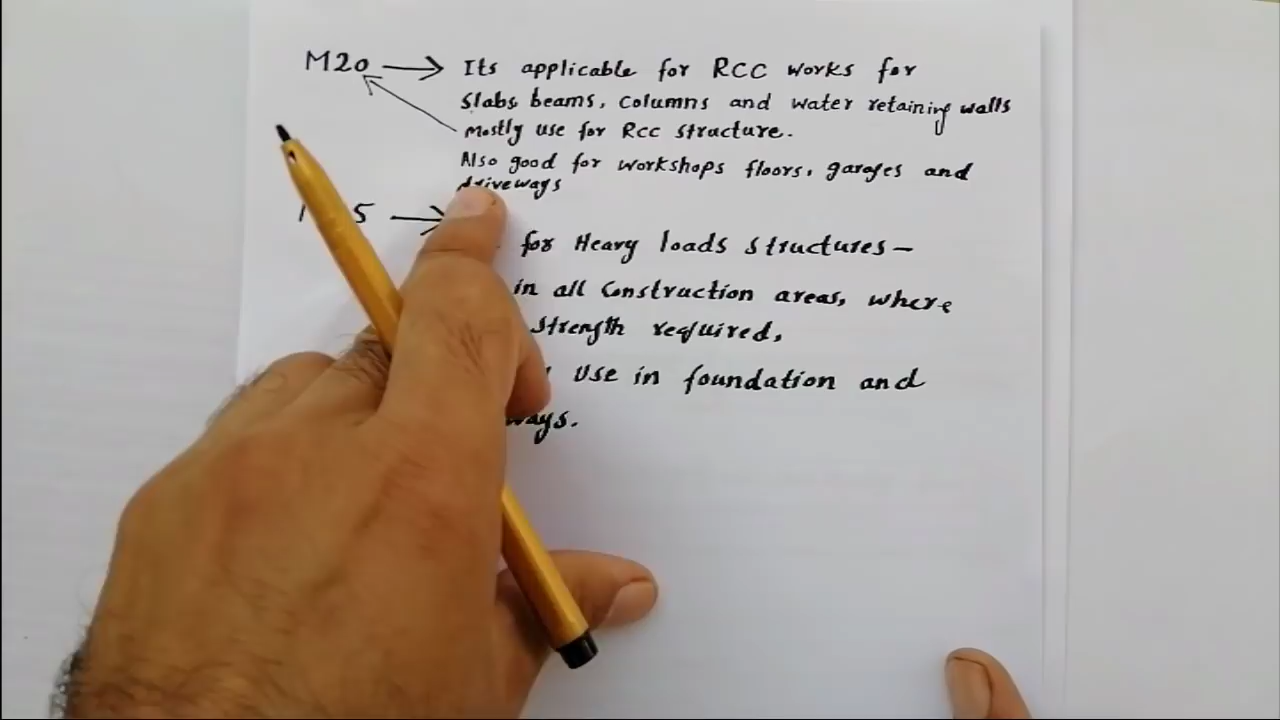 M20 → Its applicable for RCC works for
slabs, beams, columns and water retaining walls
mostly use for Rcc structure.
Also good for workshops floors, garages and
driveways
5 →
for Heavy loads structures —
in all construction areas, where
strength required,
use in foundation and
ways.